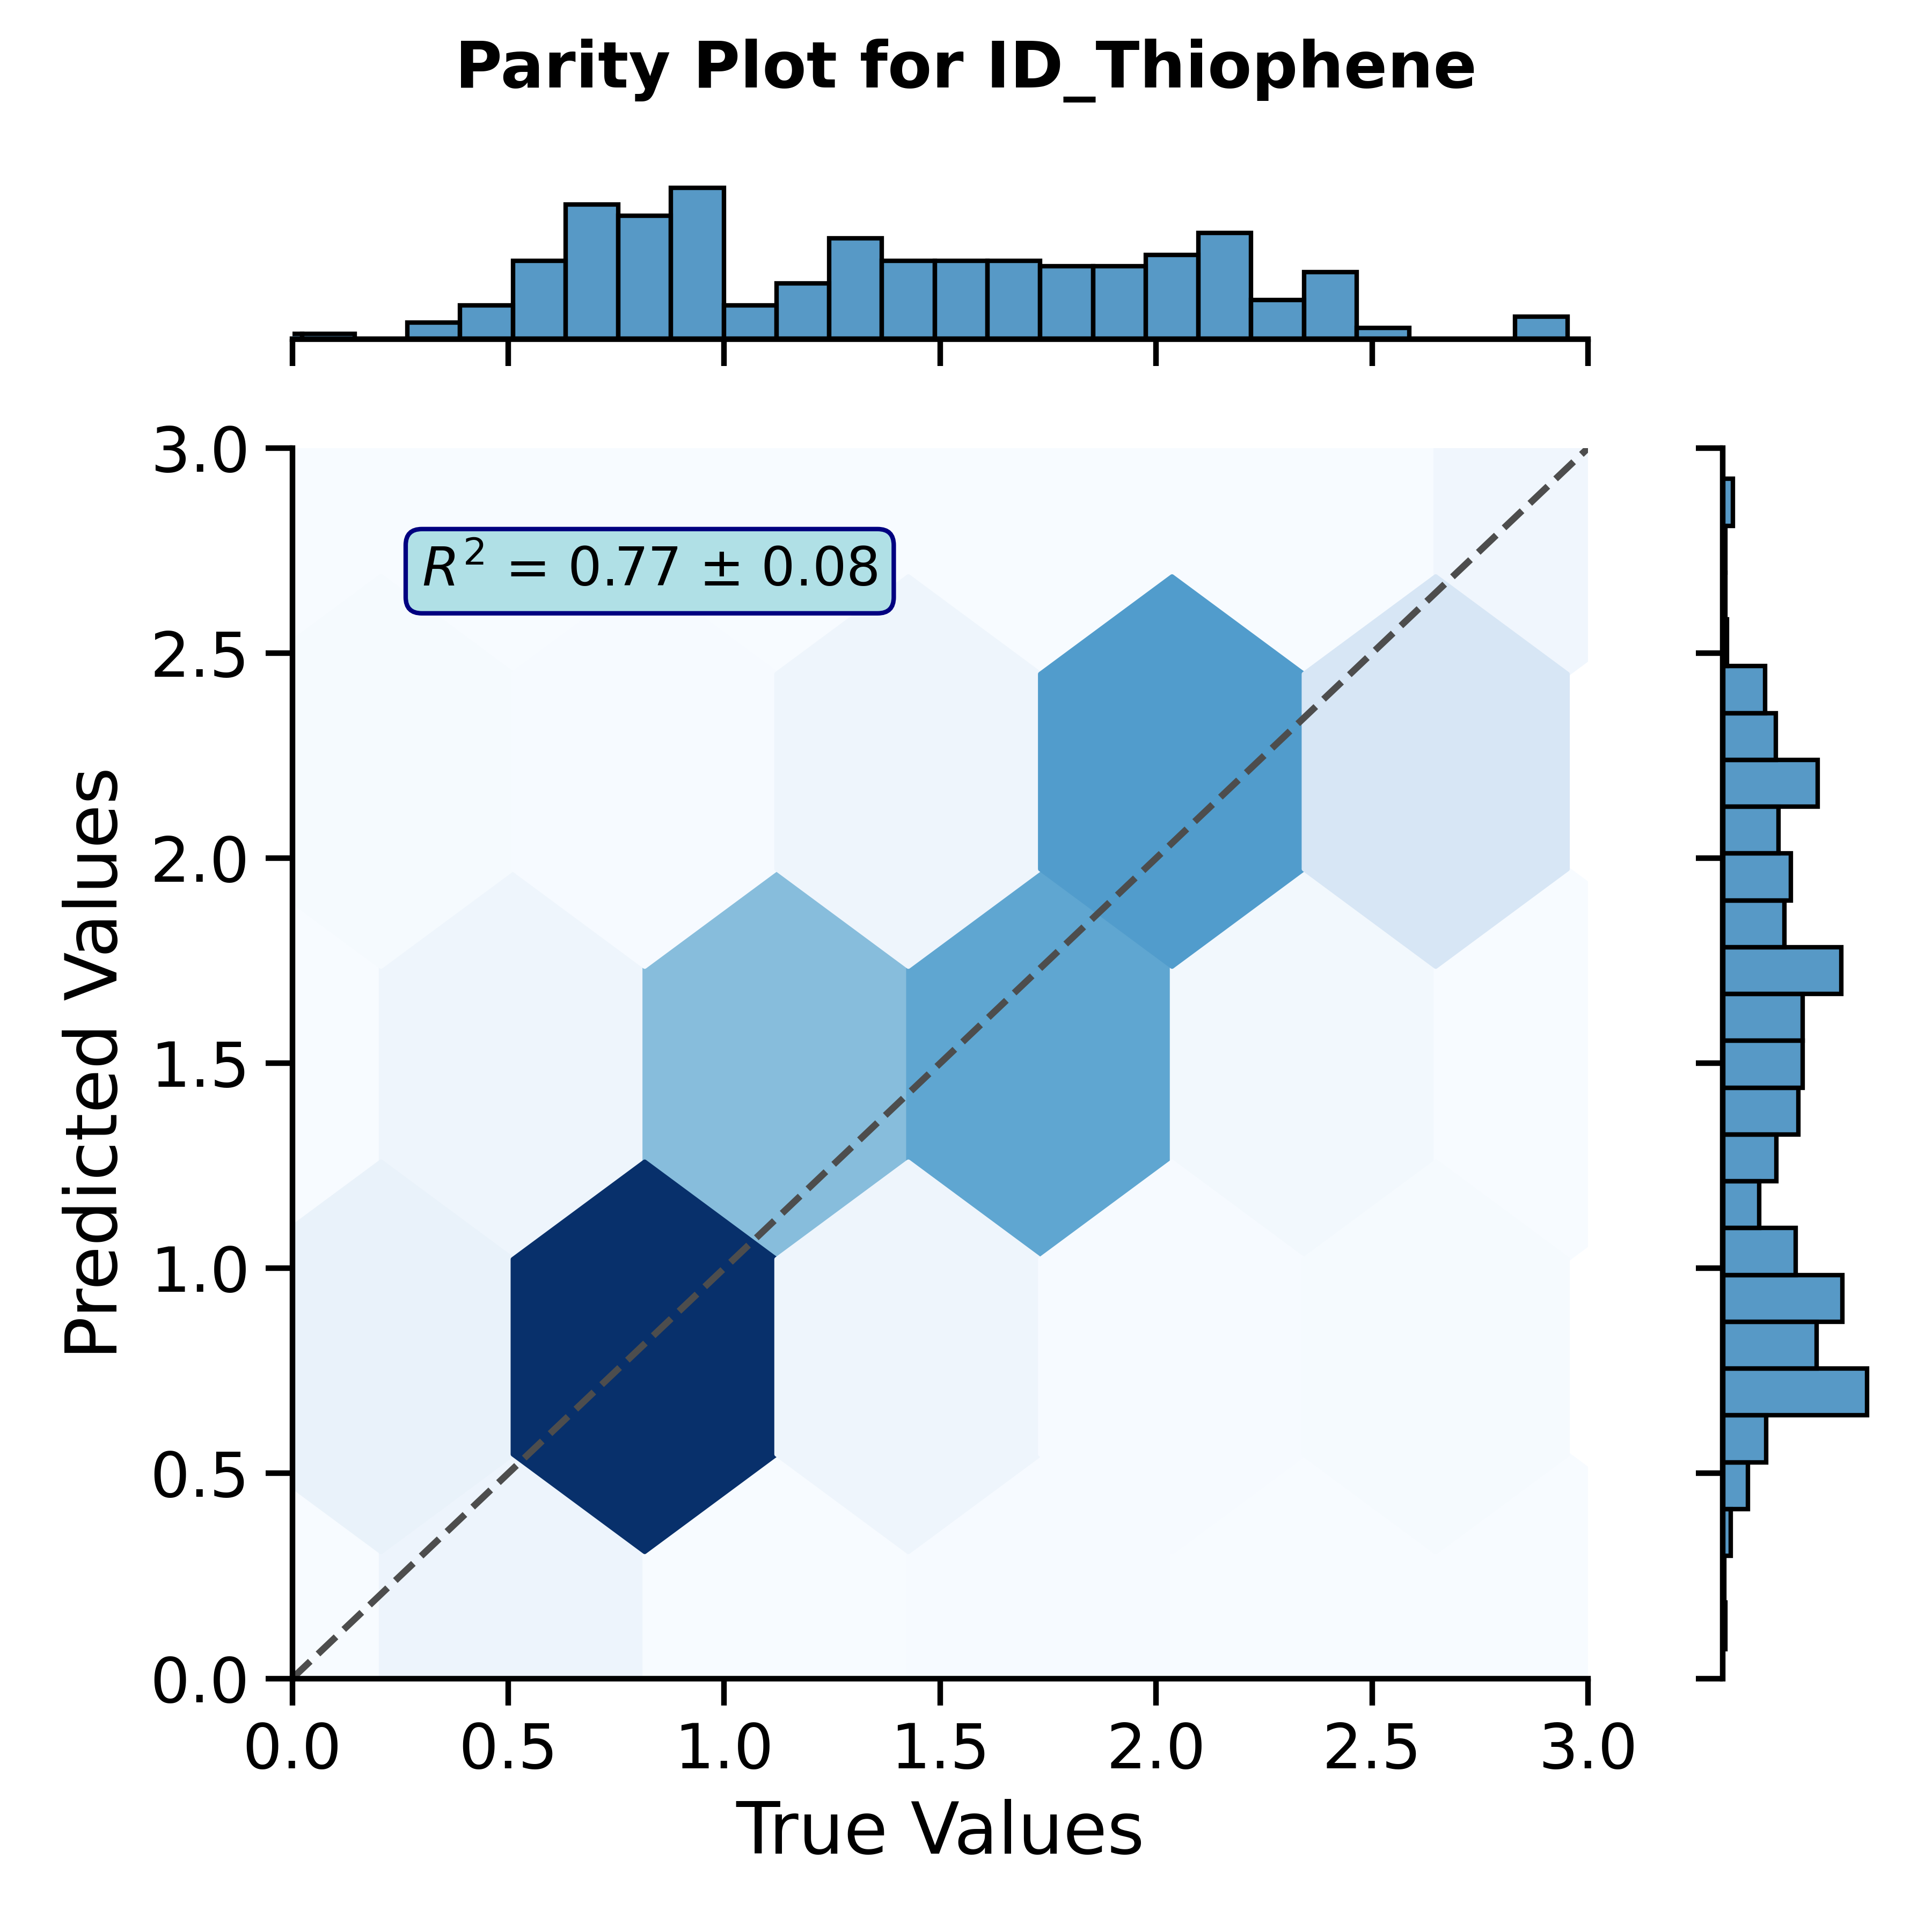 Parity Plot for ID_Thiophene
R² = 0.77 ± 0.08
Predicted Values
3.0
2.5
2.0
1.5
1.0
0.5
0.0
0.0 0.5 1.0 1.5 2.0 2.5 3.0
True Values